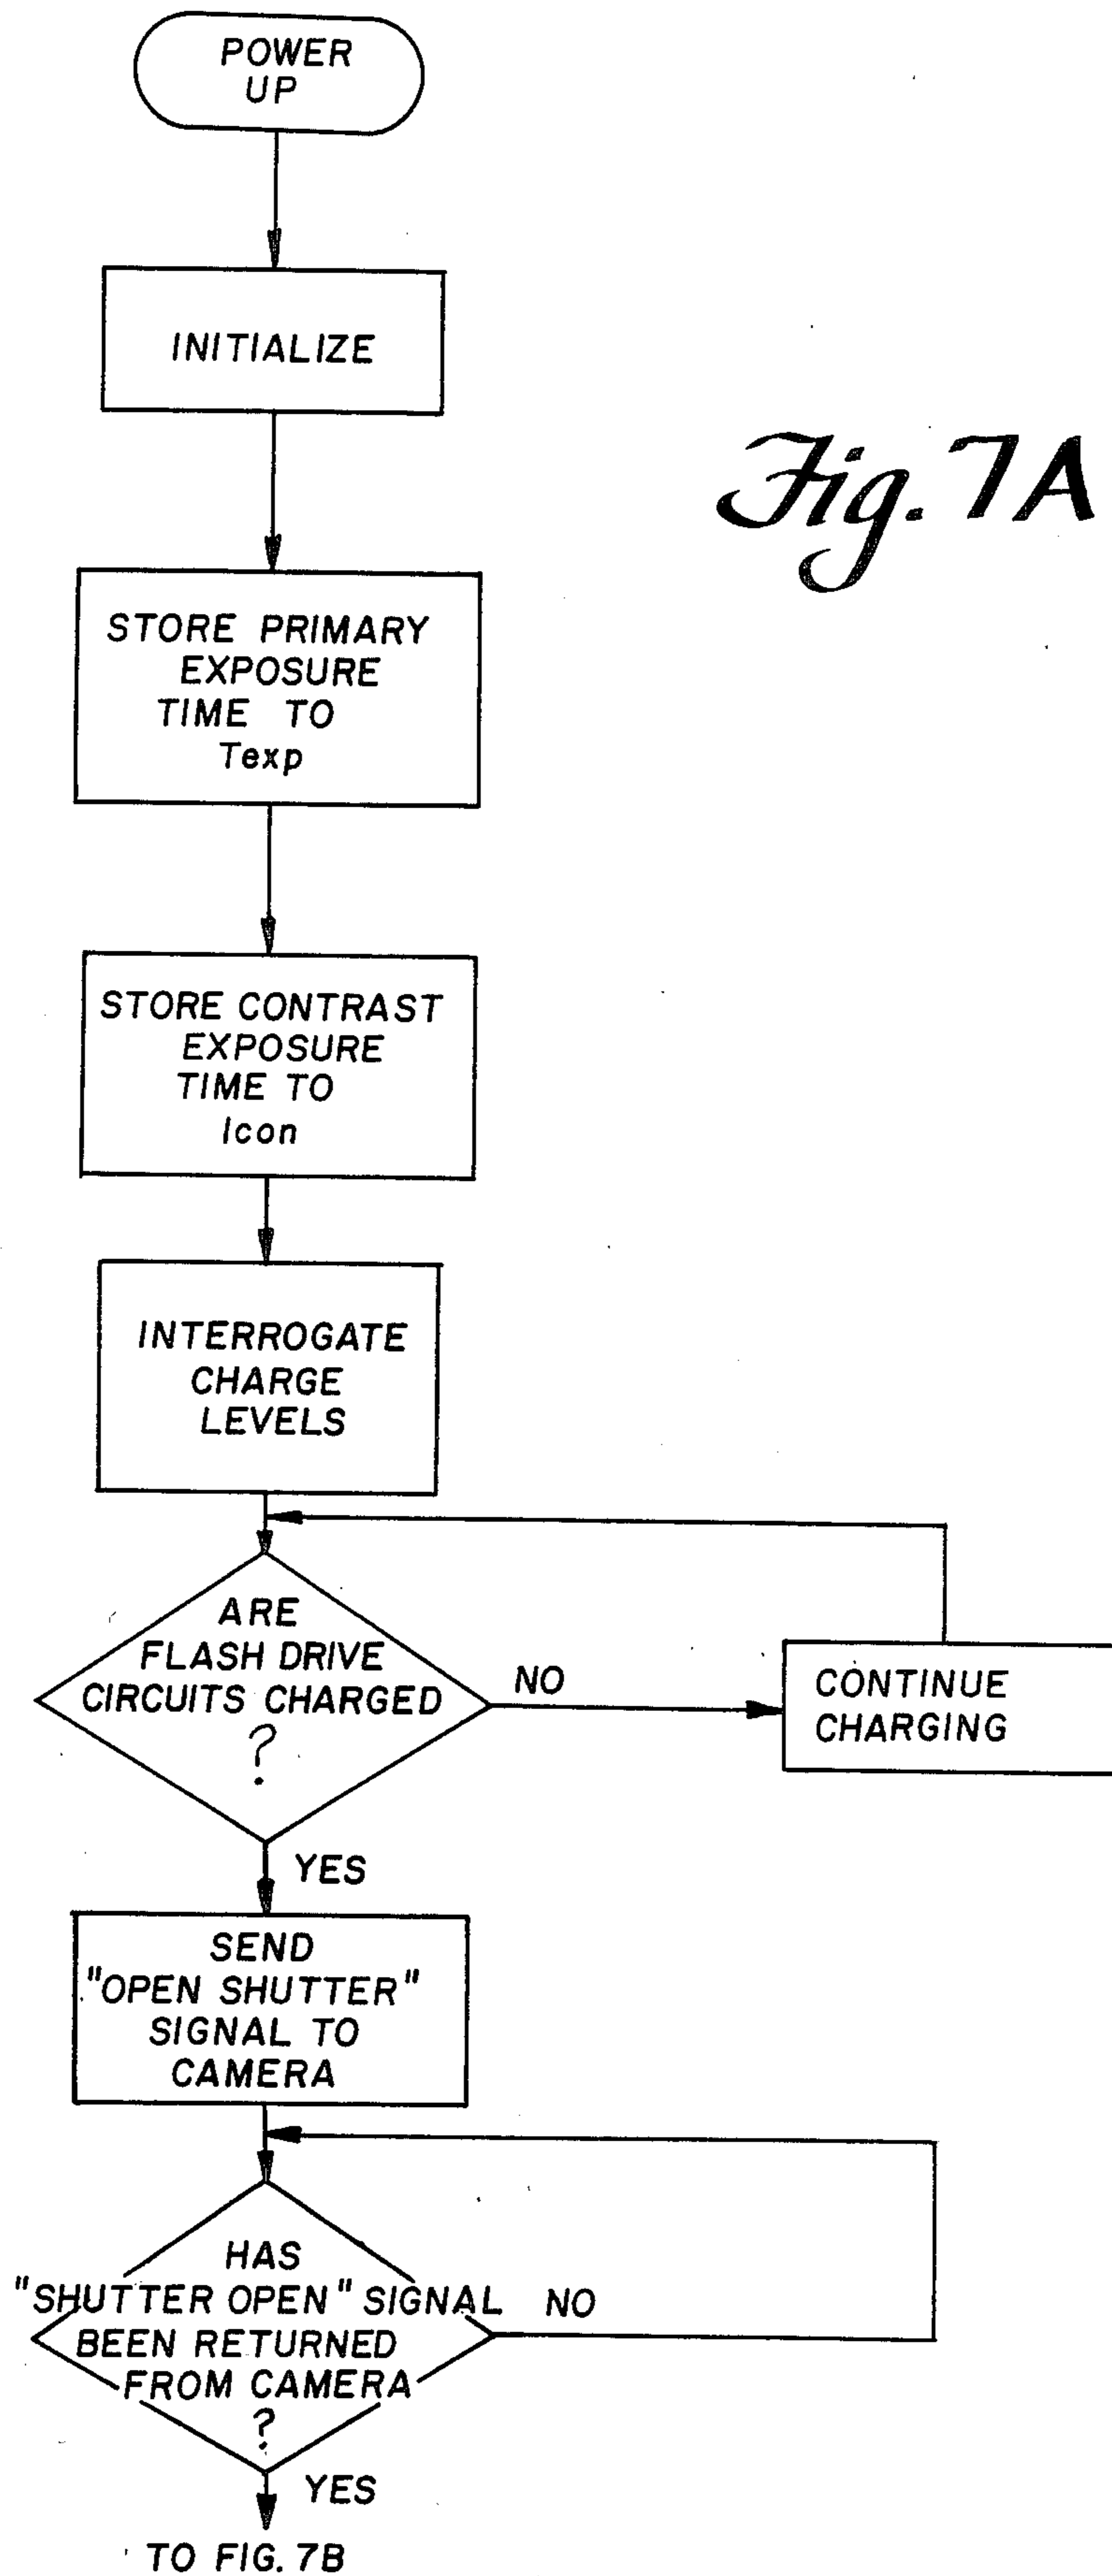 POWER
UP
INITIALIZE
Fig. 7A
STORE PRIMARY
EXPOSURE
TIME TO
Texp
STORE CONTRAST
EXPOSURE
TIME TO
Icon
INTERROGATE
CHARGE
LEVELS
ARE
FLASH DRIVE
CIRCUITS CHARGED
?
NO
CONTINUE
CHARGING
YES
SEND
"OPEN SHUTTER"
SIGNAL TO
CAMERA
HAS
"SHUTTER OPEN" SIGNAL
BEEN RETURNED
FROM CAMERA
?
NO
YES
TO FIG. 7B